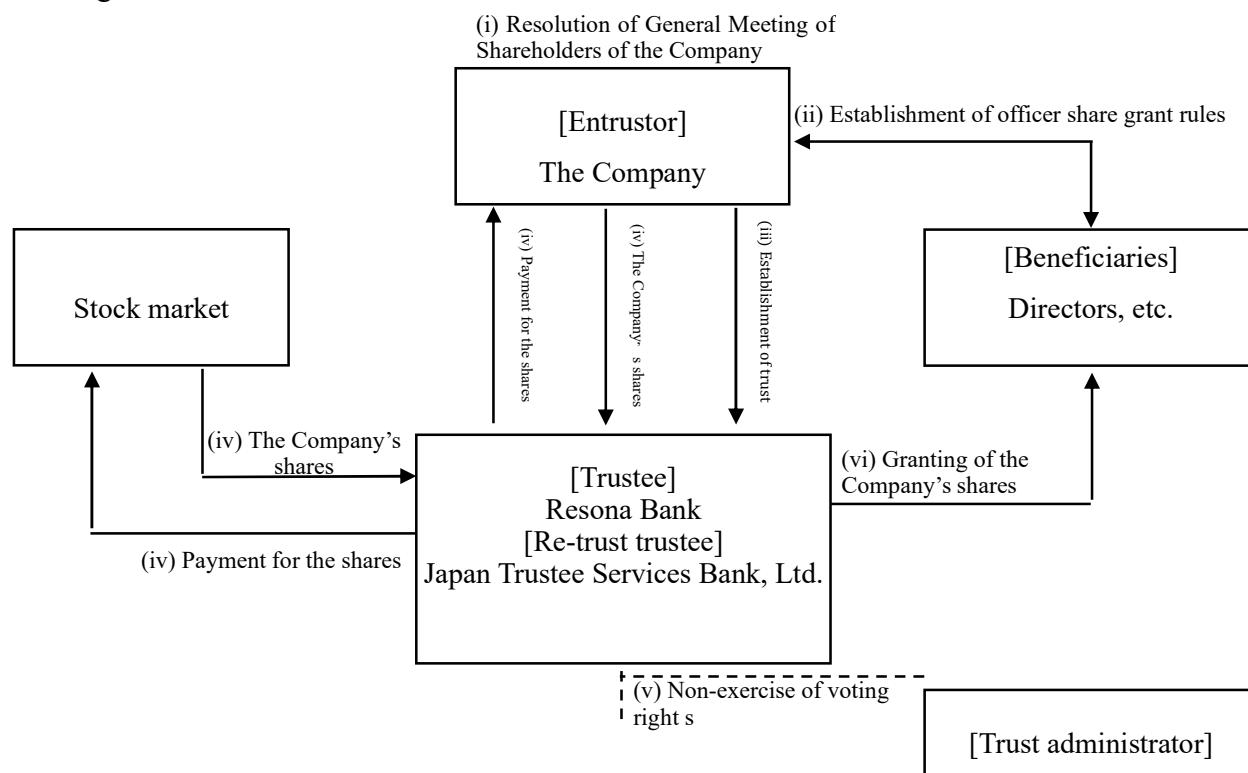 (i) Resolution of General Meeting of
Shareholders of the Company
[Entrustor]
The Company
(ii) Establishment of officer share grant rules
Stock market
(iv) Payment for the shares
(iv) The Company's shares
(iii) Establishment of trust
[Beneficiaries]
Directors, etc.
(iv) The Company’s
shares
(iv) Payment for the shares
[Trustee]
Resona Bank
[Re-trust trustee]
Japan Trustee Services Bank, Ltd.
(vi) Granting of the
Company’s shares
(v) Non-exercise of voting
right s
[Trust administrator]